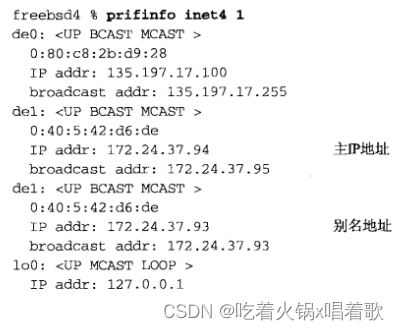 freebsd4 % prifinfo inet4 1
de0: <UP BCAST MCAST >
0:80:c8:2b:d9:28
IP addr: 135.197.17.100
broadcast addr: 135.197.17.255
de1: <UP BCAST MCAST >
0:40:5:42:d6:de
IP addr: 172.24.37.94 主IP地址
broadcast addr: 172.24.37.95
de1: <UP BCAST MCAST >
0:40:5:42:d6:de
IP addr: 172.24.37.93 别名地址
broadcast addr: 172.24.37.93
lo0: <UP MCAST LOOP >
IP addr: 127.0.0.1
CSDN @吃着火锅x唱着歌